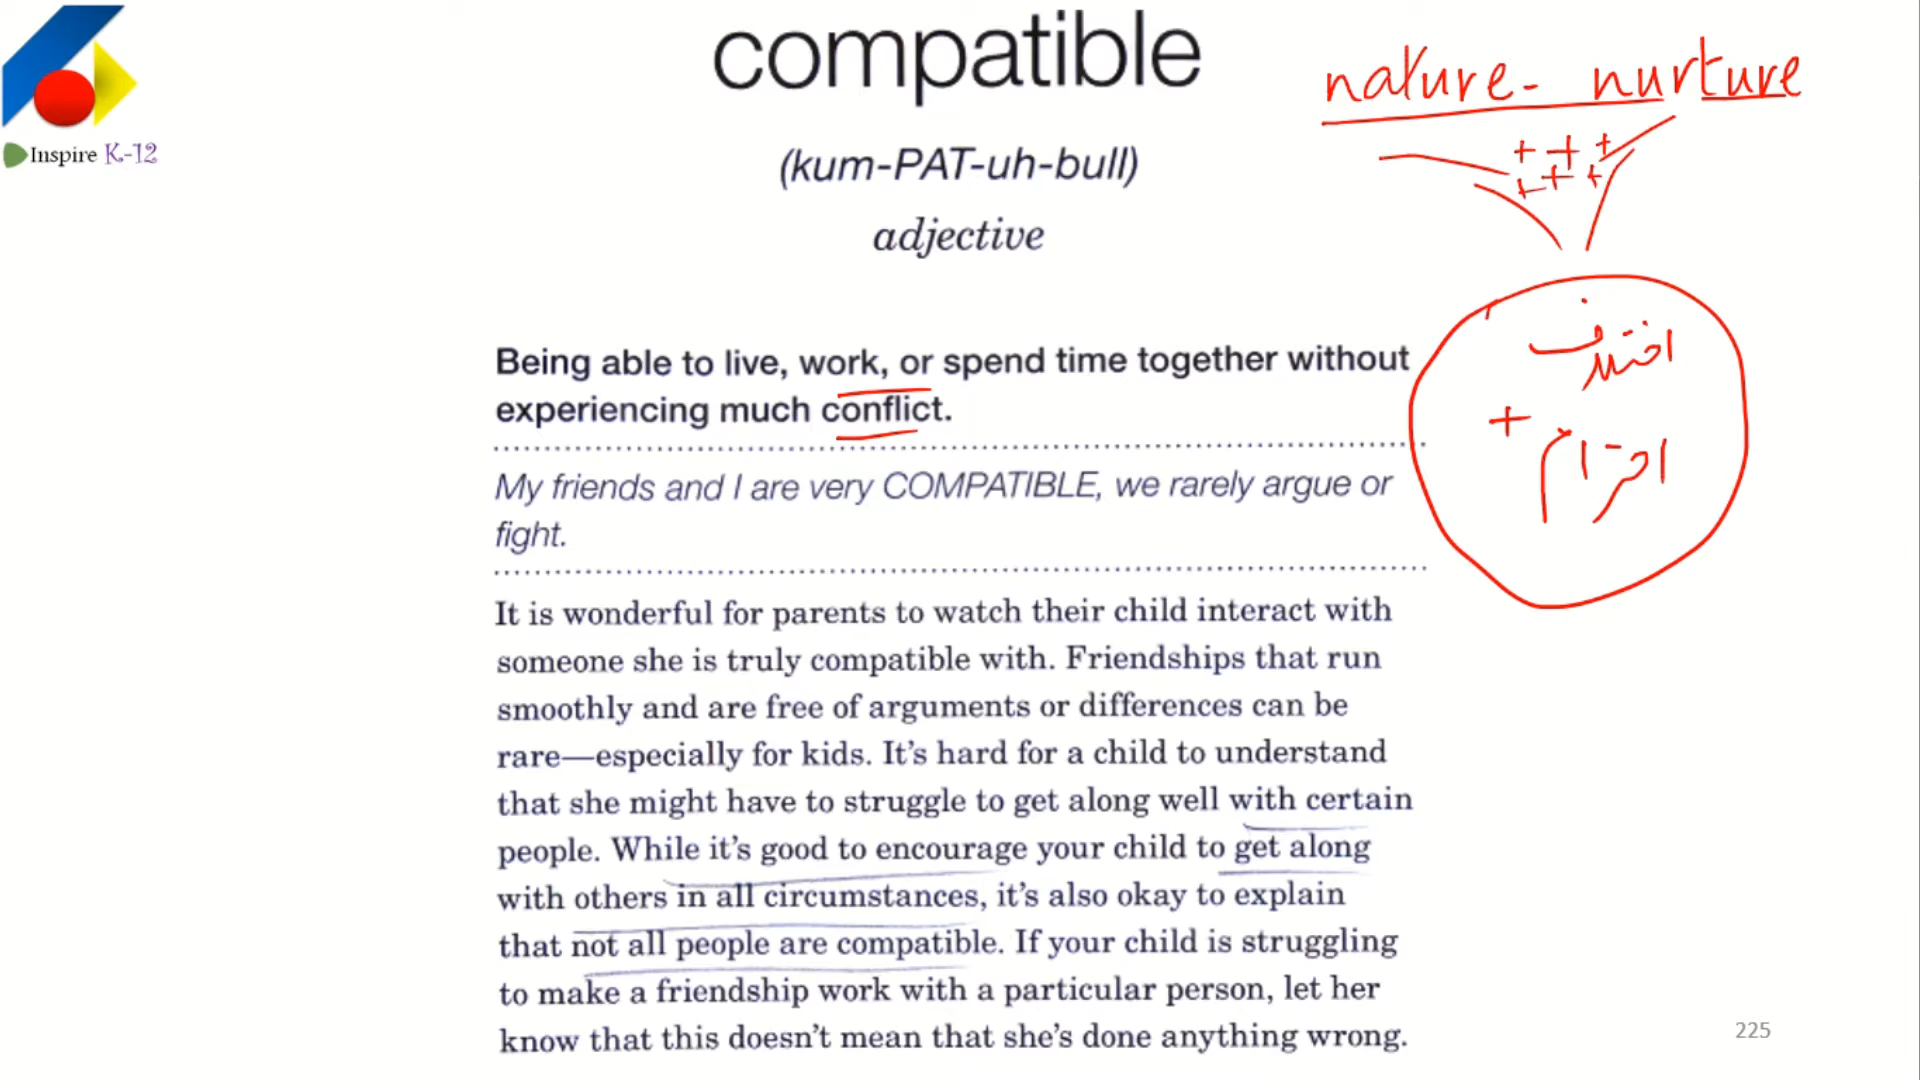 Inspire K-12
compatible
nature - nurture
(kum-PAT-uh-bull)
adjective
+ + +
+ + +
Being able to live, work, or spend time together without
experiencing much conflict.
اختلاف
+
احترام
My friends and I are very COMPATIBLE, we rarely argue or
fight.
It is wonderful for parents to watch their child interact with
someone she is truly compatible with. Friendships that run
smoothly and are free of arguments or differences can be
rare—especially for kids. It’s hard for a child to understand
that she might have to struggle to get along well with certain
people. While it’s good to encourage your child to get along
with others in all circumstances, it’s also okay to explain
that not all people are compatible. If your child is struggling
to make a friendship work with a particular person, let her
know that this doesn’t mean that she’s done anything wrong.
225